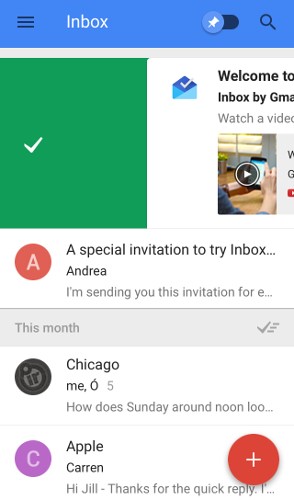 Inbox
Welcome to
Inbox by Gma
Watch a video
W
G
A
A special invitation to try Inbox...
Andrea
I'm sending you this invitation for e...
This month
Chicago
me, Ó 5
How does Sunday around noon loo...
C
Apple
Carren
Hi Jill - Thanks for the quick reply. I'